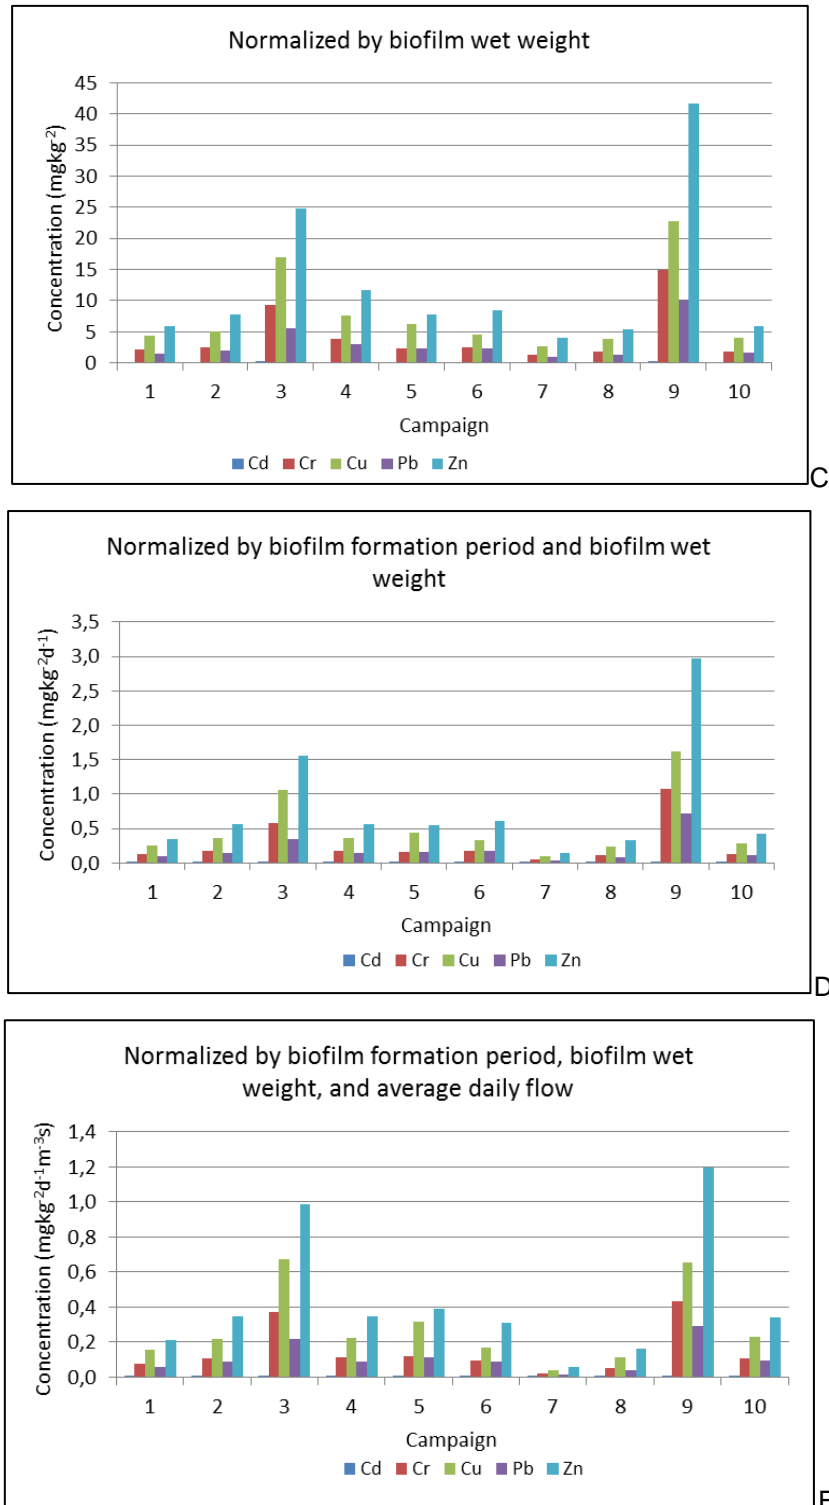 Normalized by biofilm wet weight
Concentration (mgkg⁻²)
45
40
35
30
25
20
15
10
5
0
1 2 3 4 5 6 7 8 9 10
Campaign
Cd Cr Cu Pb Zn
C
Normalized by biofilm formation period and biofilm wet
weight
Concentration (mgkg⁻²d⁻¹)
3,5
3,0
2,5
2,0
1,5
1,0
0,5
0,0
1 2 3 4 5 6 7 8 9 10
Campaign
Cd Cr Cu Pb Zn
D
Normalized by biofilm formation period, biofilm wet
weight, and average daily flow
Concentration (mgkg⁻²d⁻¹m⁻³s)
1,4
1,2
1,0
0,8
0,6
0,4
0,2
0,0
1 2 3 4 5 6 7 8 9 10
Campaign
Cd Cr Cu Pb Zn